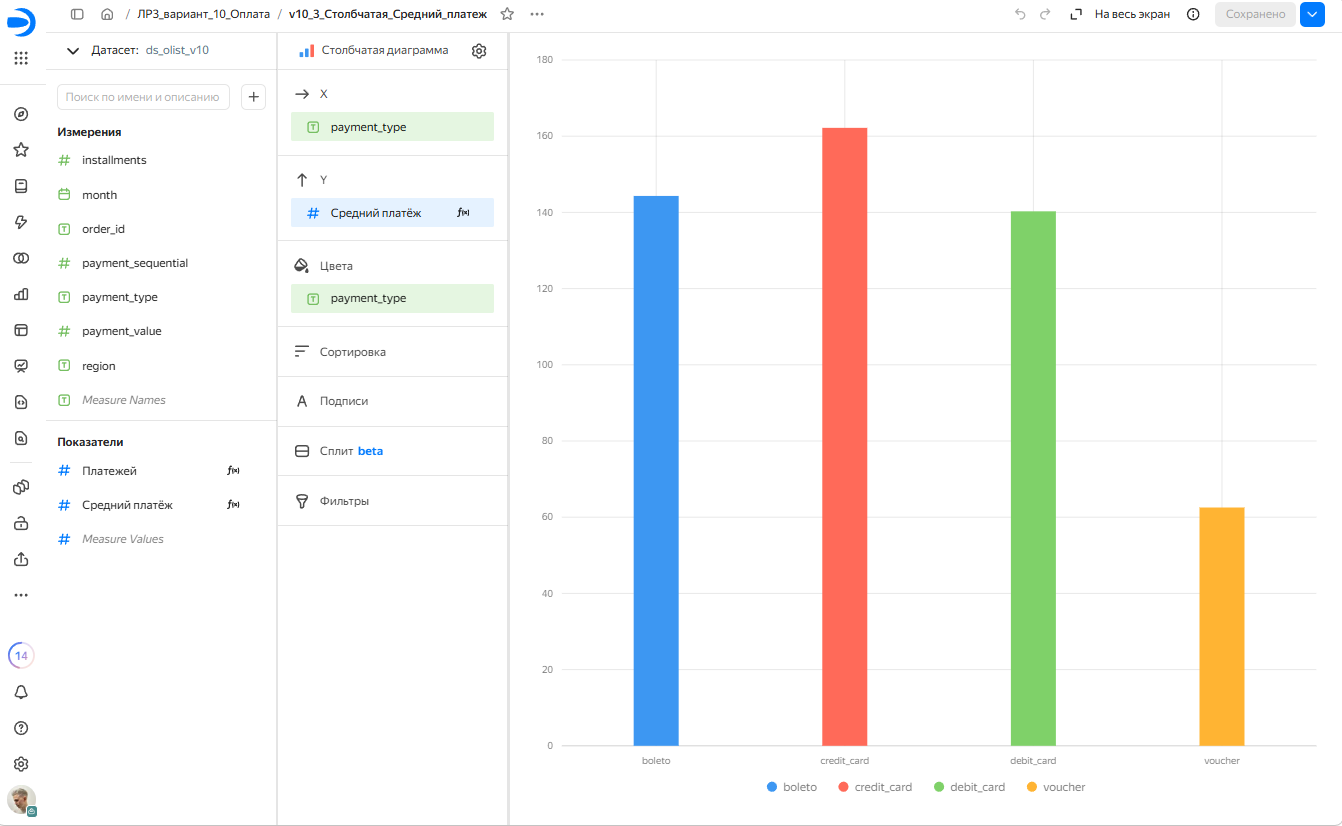 ЛР3_вариант_10_Оплата / v10_3_Столбчатая_Средний_платеж
На весь экран
Сохранено
Датасет: ds_olist_v10
Поиск по имени и описанию
Измерения
installments
month
order_id
payment_sequential
payment_type
payment_value
region
Measure Names
Показатели
Платежей
Средний платёж
Measure Values
14
Столбчатая диаграмма
X
payment_type
Y
Средний платёж
Цвета
payment_type
Сортировка
Подписи
Сплит beta
Фильтры
180
160
140
120
100
80
60
40
20
0
boleto credit_card debit_card voucher
boleto credit_card debit_card voucher